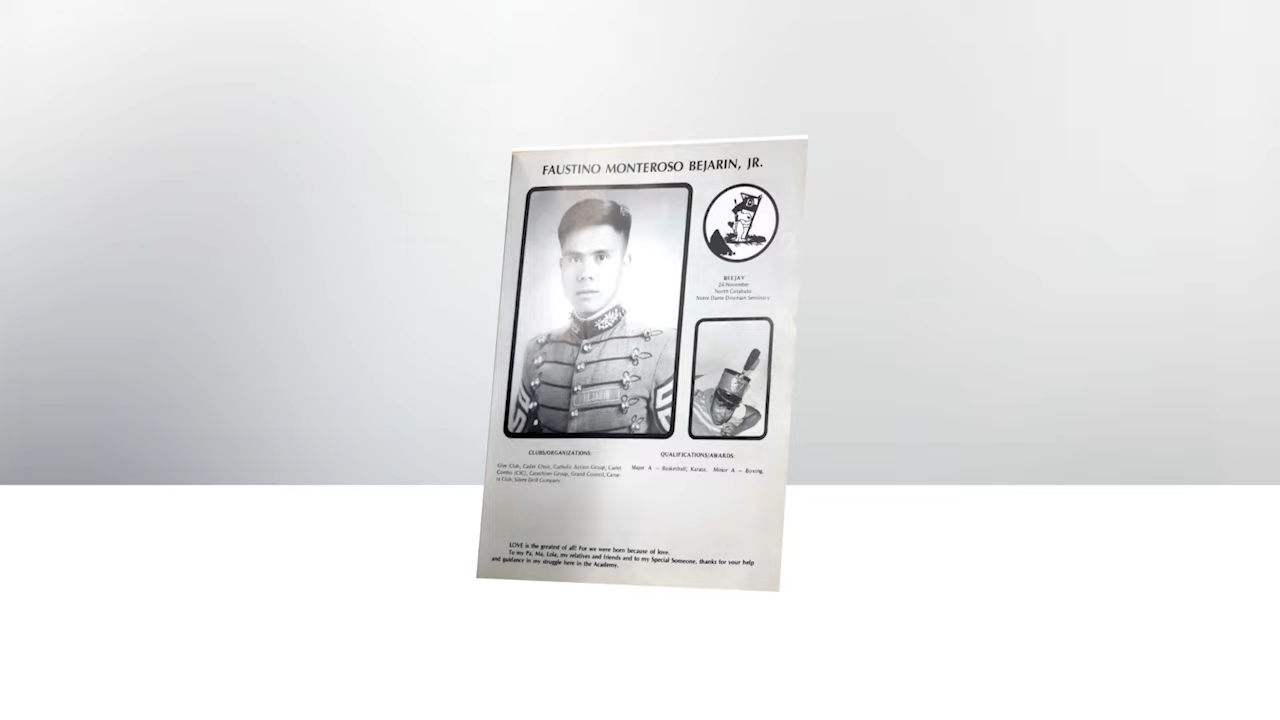 FAUSTINO MONTEROSO BEJARIN, JR.
BEEJAY
24 November
North Cotabato
Notre Dame Diocesan Seminary
BEJARIN
CLUBS/ORGANIZATIONS:
Glee Club, Cadet Choir, Catholic Action Group, Cadet
Combo (CIC), Catechian Group, Grand Council, Came-
ra Club, Silent Drill Company.
QUALIFICATIONS/AWARDS:
Major A — Basketball, Karate. Minor A — Boxing.
LOVE is the greatest of all! For we were born because of love.
To my Pa, Ma, Lola, my relatives and friends and to my Special Someone, thanks for your help
and guidance in my struggle here in the Academy.